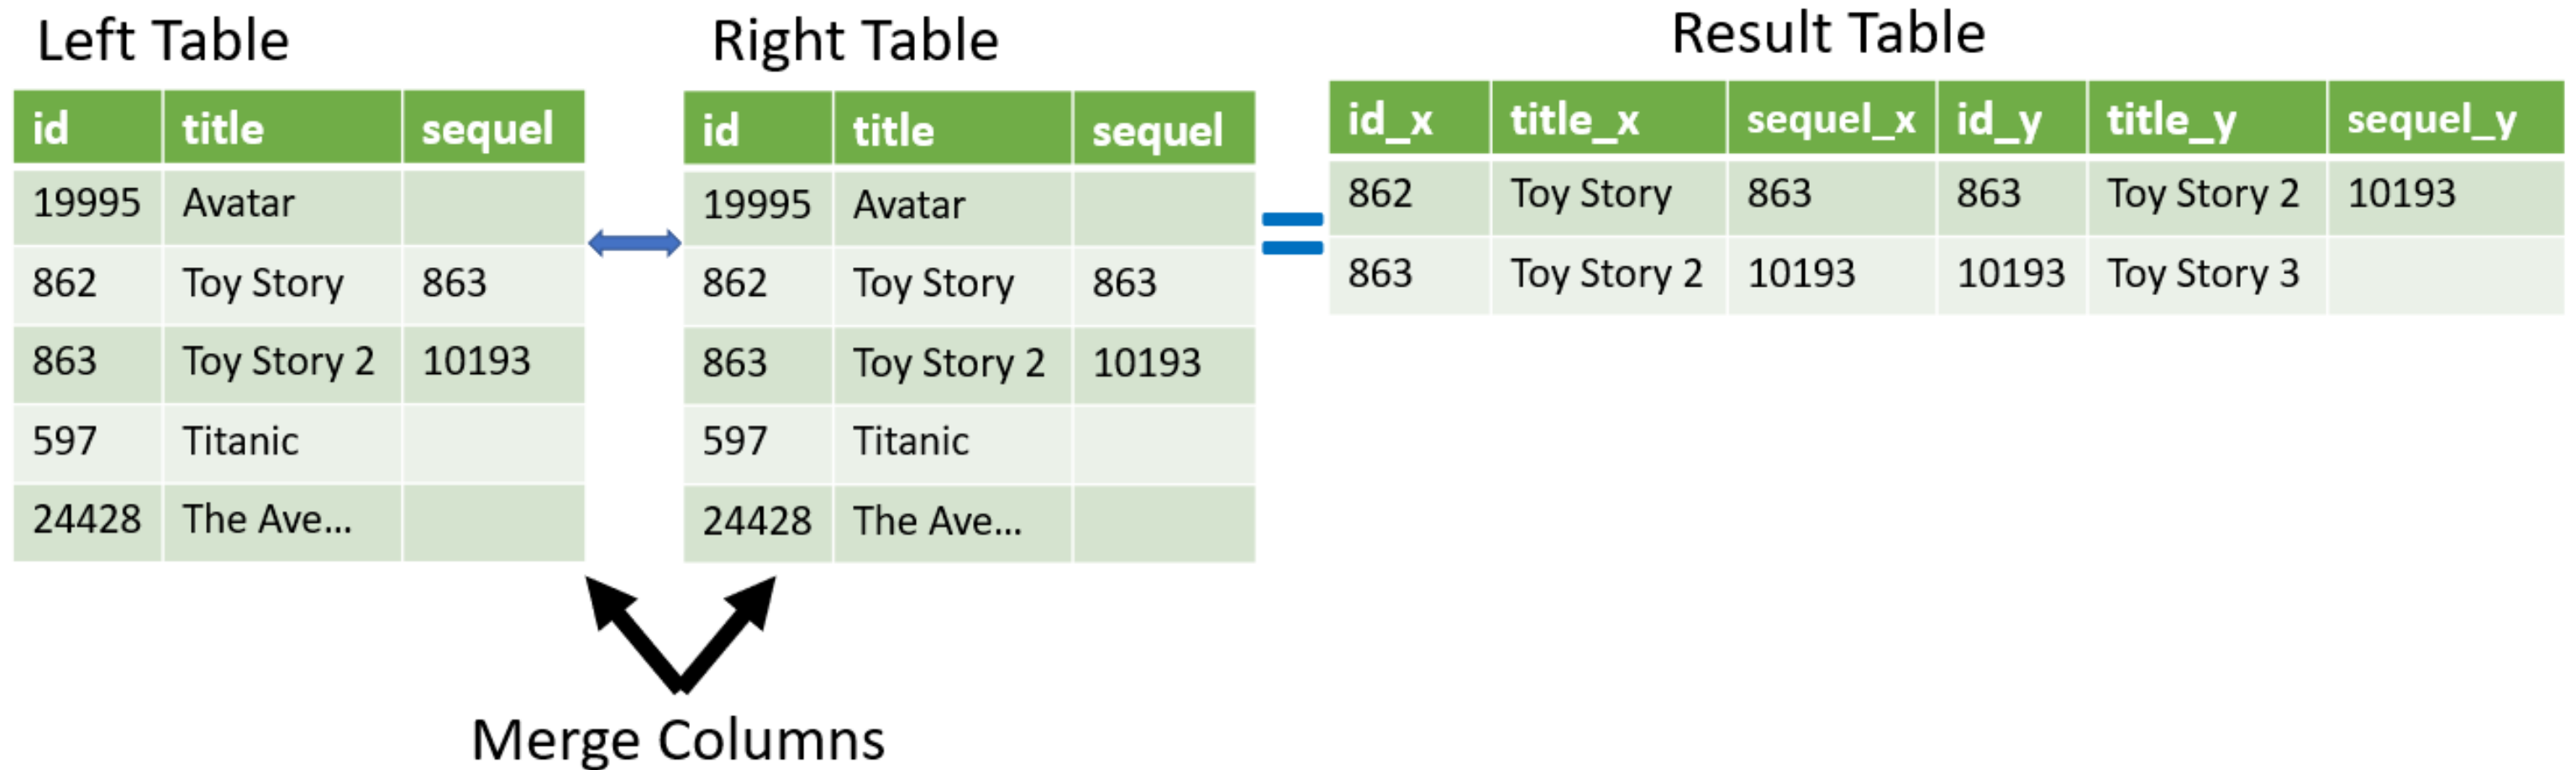 Left Table
id title sequel
19995 Avatar
862 Toy Story 863
863 Toy Story 2 10193
597 Titanic
24428 The Ave...
Right Table
id title sequel
19995 Avatar
862 Toy Story 863
863 Toy Story 2 10193
597 Titanic
24428 The Ave...
Result Table
id_x title_x sequel_x id_y title_y sequel_y
862 Toy Story 863 863 Toy Story 2 10193
863 Toy Story 2 10193 10193 Toy Story 3
Merge Columns